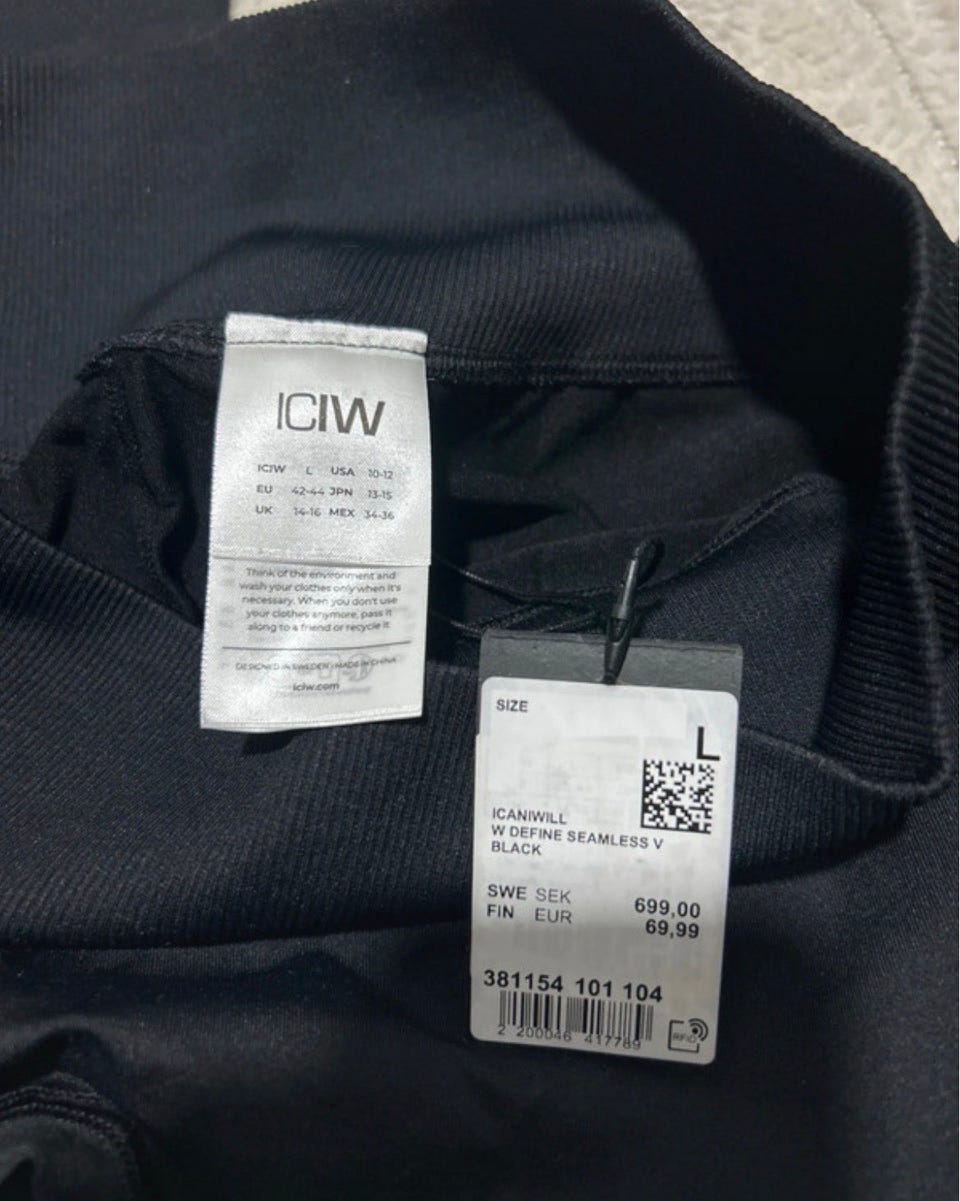 ICIW
ICIW L USA 10-12
EU 42-44 JPN 13-15
UK 14-16 MEX 34-36
Think of the environment and
wash your clothes only when it's
necessary. When you don't use
your clothes anymore, pass it
along to a friend or recycle it.
DESIGNED IN SWEDEN - MADE IN CHINA
iciw.com
SIZE
L
ICANIWILL
W DEFINE SEAMLESS V
BLACK
SWE SEK 699,00
FIN EUR 69,99
381154 101 104
2 200046 417789
RFID